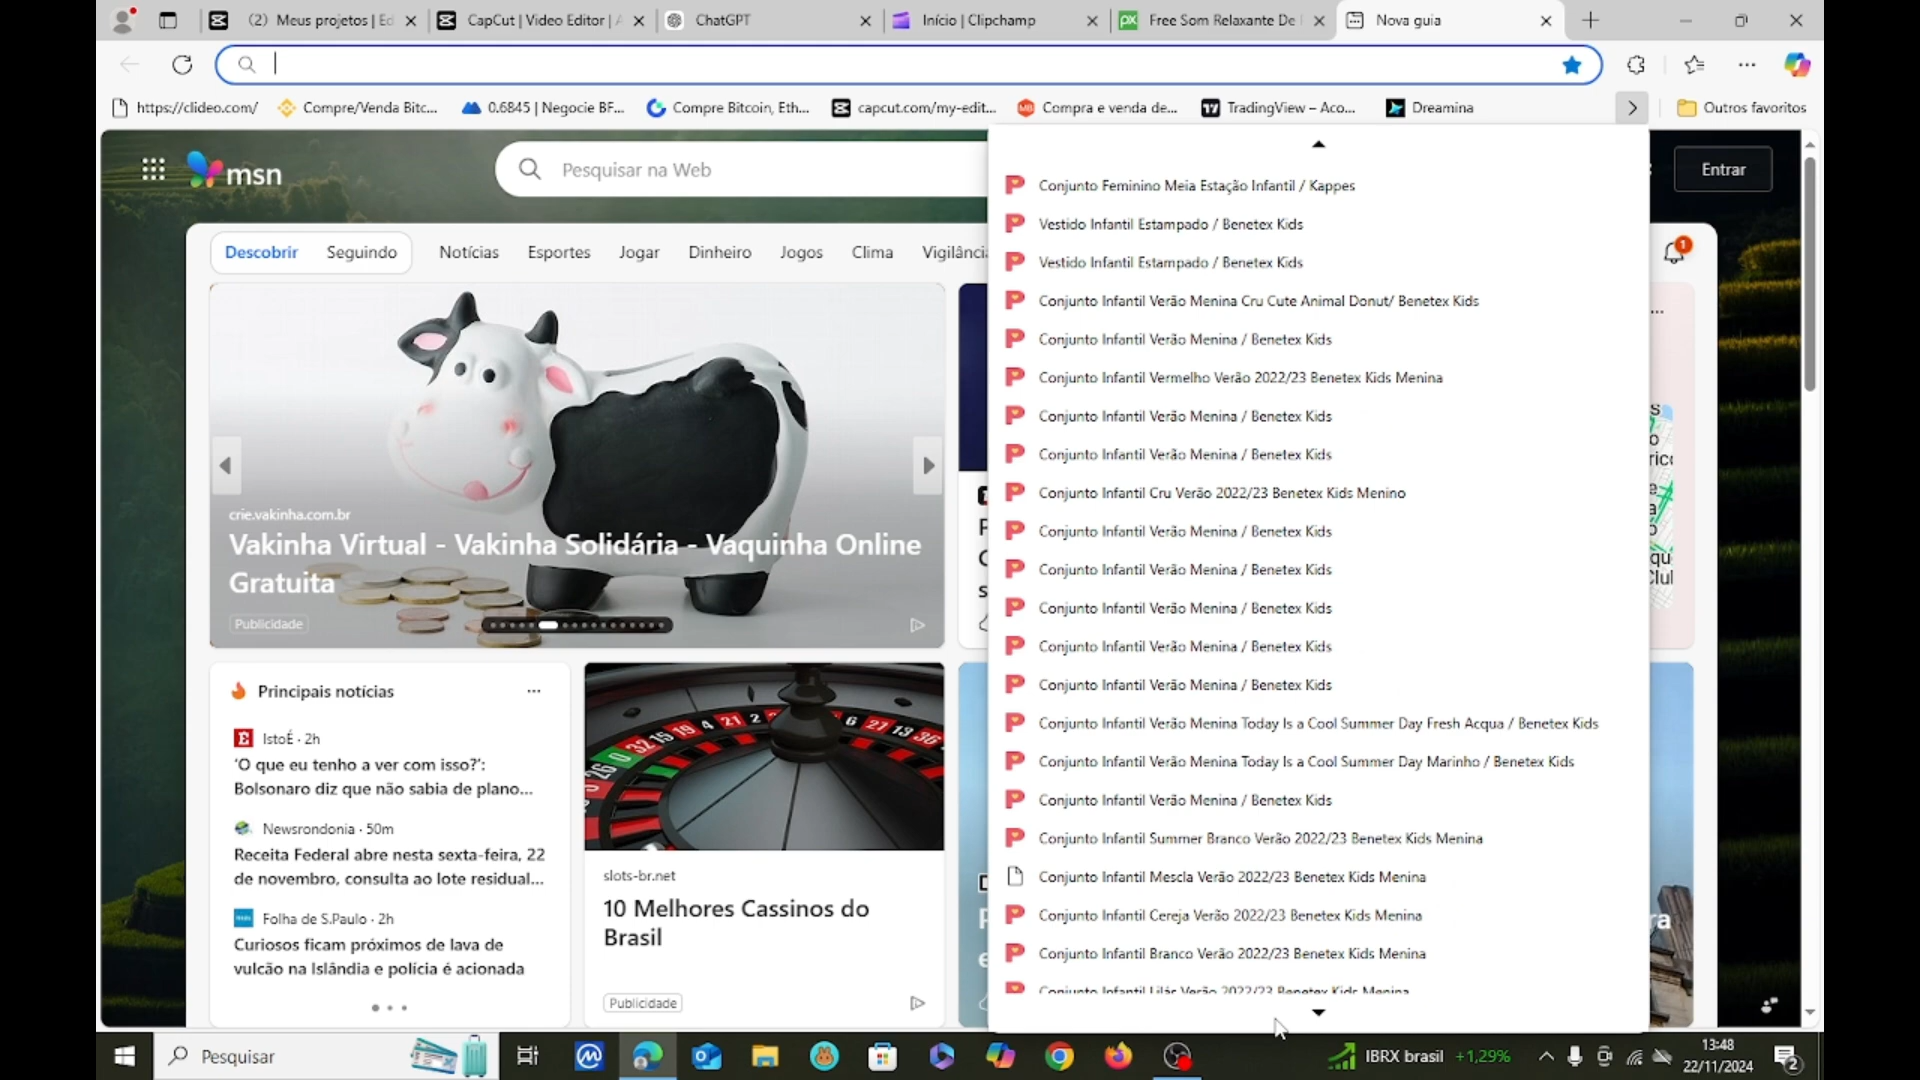 (2) Meus projetos | Ed
CapCut | Video Editor |
ChatGPT
Início | Clipchamp
Free Som Relaxante De
Nova guia
https://clideo.com/
Compre/Venda Bitc...
0.6845 | Negocie BF...
Compre Bitcoin, Eth...
capcut.com/my-edit...
Compra e venda de...
TradingView – Aco...
Dreamina
Outros favoritos
msn
Pesquisar na Web
Entrar
Descobrir
Seguindo
Notícias
Esportes
Jogar
Dinheiro
Jogos
Clima
Vigilância
1
crie.vakinha.com.br
Vakinha Virtual - Vakinha Solidária - Vaquinha Online
Gratuita
Publicidade
Principais notícias
IstoÉ · 2h
'O que eu tenho a ver com isso?':
Bolsonaro diz que não sabia de plano...
Newsrondonia · 50m
Receita Federal abre nesta sexta-feira, 22
de novembro, consulta ao lote residual...
Folha de S.Paulo · 2h
Curiosos ficam próximos de lava de
vulcão na Islândia e polícia é acionada
slots-br.net
10 Melhores Cassinos do
Brasil
Publicidade
Conjunto Feminino Meia Estação Infantil / Kappes
Vestido Infantil Estampado / Benetex Kids
Vestido Infantil Estampado / Benetex Kids
Conjunto Infantil Verão Menina Cru Cute Animal Donut/ Benetex Kids
Conjunto Infantil Verão Menina / Benetex Kids
Conjunto Infantil Vermelho Verão 2022/23 Benetex Kids Menina
Conjunto Infantil Verão Menina / Benetex Kids
Conjunto Infantil Verão Menina / Benetex Kids
Conjunto Infantil Cru Verão 2022/23 Benetex Kids Menino
Conjunto Infantil Verão Menina / Benetex Kids
Conjunto Infantil Verão Menina / Benetex Kids
Conjunto Infantil Verão Menina / Benetex Kids
Conjunto Infantil Verão Menina / Benetex Kids
Conjunto Infantil Verão Menina / Benetex Kids
Conjunto Infantil Verão Menina Today Is a Cool Summer Day Fresh Acqua / Benetex Kids
Conjunto Infantil Verão Menina Today Is a Cool Summer Day Marinho / Benetex Kids
Conjunto Infantil Verão Menina / Benetex Kids
Conjunto Infantil Summer Branco Verão 2022/23 Benetex Kids Menina
Conjunto Infantil Mescla Verão 2022/23 Benetex Kids Menina
Conjunto Infantil Cereja Verão 2022/23 Benetex Kids Menina
Conjunto Infantil Branco Verão 2022/23 Benetex Kids Menina
Conjunto Infantil Lilás Verão 2022/23 Benetex Kids Menina
Pesquisar
IBRX brasil +1,29%
13:48
22/11/2024
2